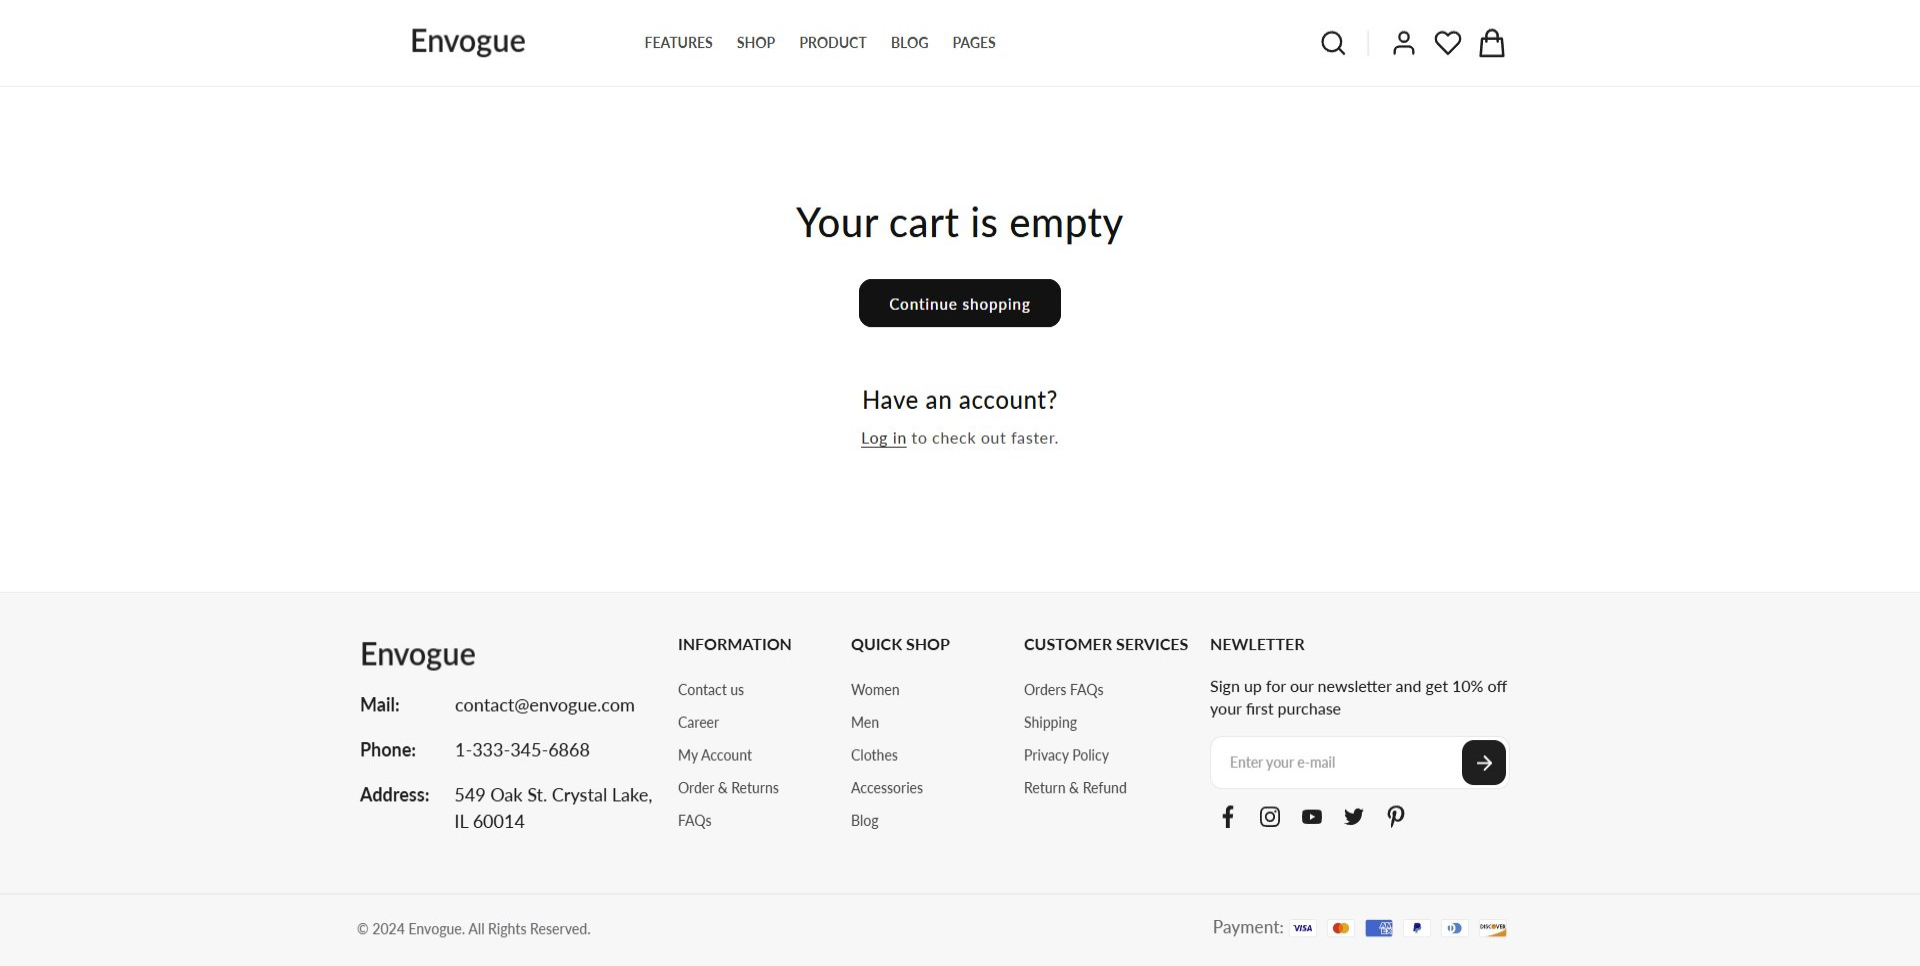 Envogue
FEATURES SHOP PRODUCT BLOG PAGES
Your cart is empty
Continue shopping
Have an account?
Log in to check out faster.
Envogue
Mail: contact@envogue.com
Phone: 1-333-345-6868
Address: 549 Oak St. Crystal Lake,
IL 60014
INFORMATION
Contact us
Career
My Account
Order & Returns
FAQs
QUICK SHOP
Women
Men
Clothes
Accessories
Blog
CUSTOMER SERVICES
Orders FAQs
Shipping
Privacy Policy
Return & Refund
NEWLETTER
Sign up for our newsletter and get 10% off
your first purchase
Enter your e-mail
© 2024 Envogue. All Rights Reserved.
Payment: VISA AM EX DISCOVER